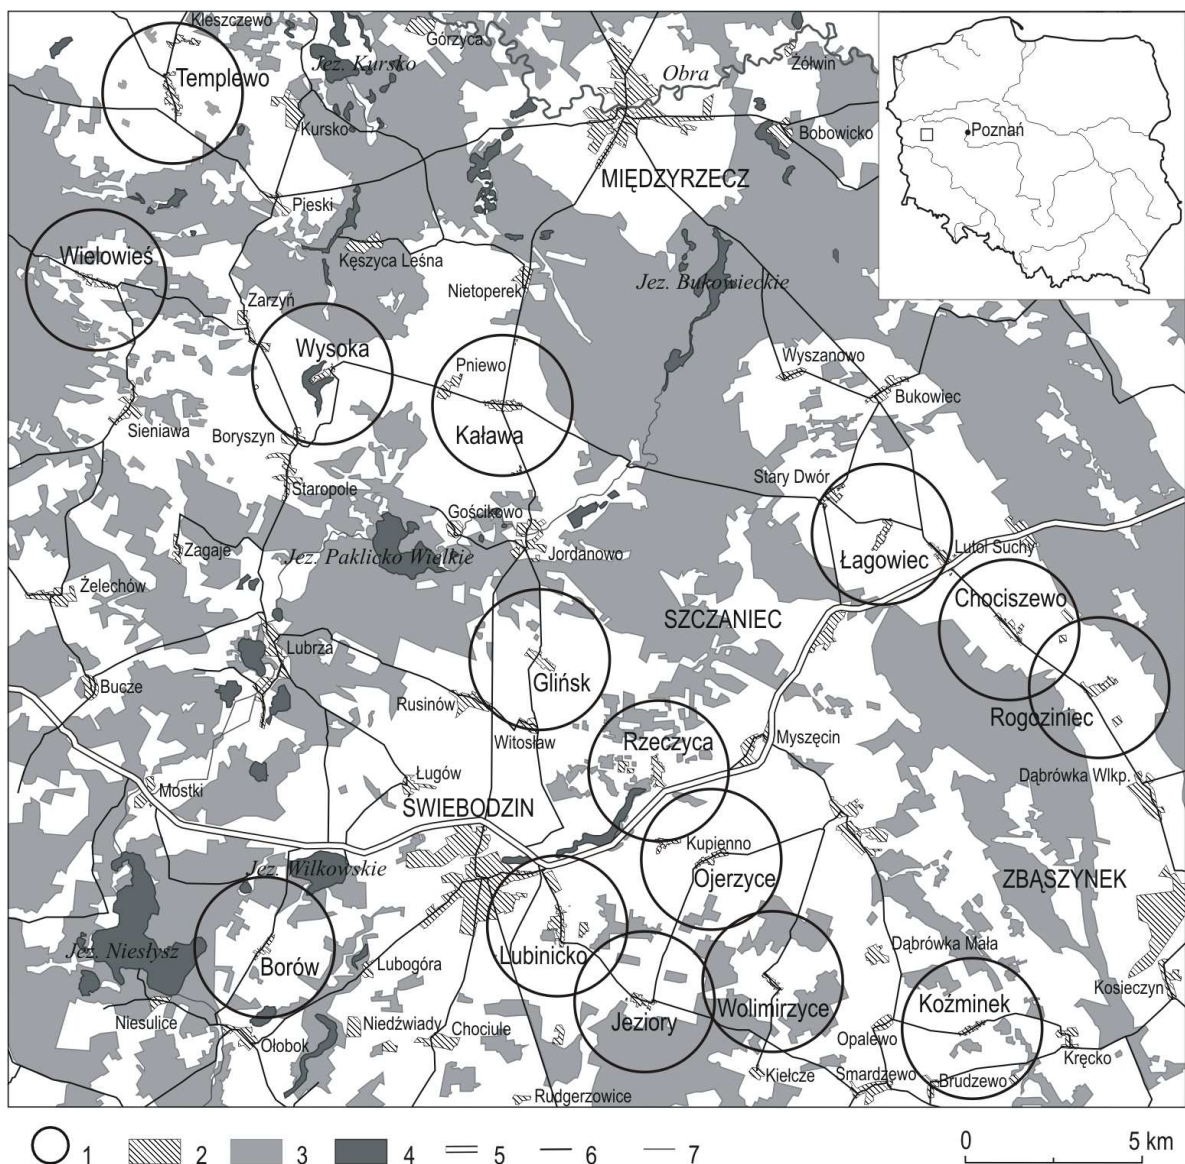 Kleszczewo
Górzyca
Templewo
Jez. Kursko
Obra
Żółwin
Poznań
Kursko
Bobowicko
MIĘDZYRZECZ
Pieski
Wielowieś
Kęszyca Leśna
Nietoperek
Jez. Bukowieckie
Zarzyń
Wysoka
Pniewo
Wyszanowo
Bukowiec
Sieniawa
Boryszyn
Kaława
Staropole
Stary Dwór
Gościkowo
Zagaje
Jez. Paklicko Wielkie
Jordanowo
Łagowiec
Lutol Suchy
Żelechów
Chociszewo
SZCZANIEC
Lubrza
Glińsk
Bucze
Rusinów
Rogoziniec
Witosław
Rzeczyca
Myszęcin
Ługów
Dąbrówka Wlkp.
Mostki
ŚWIEBODZIN
Kupienno
Jez. Wilkowskie
Ojerzyce
ZBĄSZYNEK
Jez. Niesłysz
Borów
Lubogóra
Lubinicko
Dąbrówka Mała
Kosieczyn
Niesulice
Niedźwiady
Chociule
Jeziory
Wolimirzyce
Koźminek
Ołobok
Opalewo
Kręcko
Kiełcze
Smardzewo
Brudzewo
Rudgerzowice
1 2 3 4 5 6 7
0 5 km